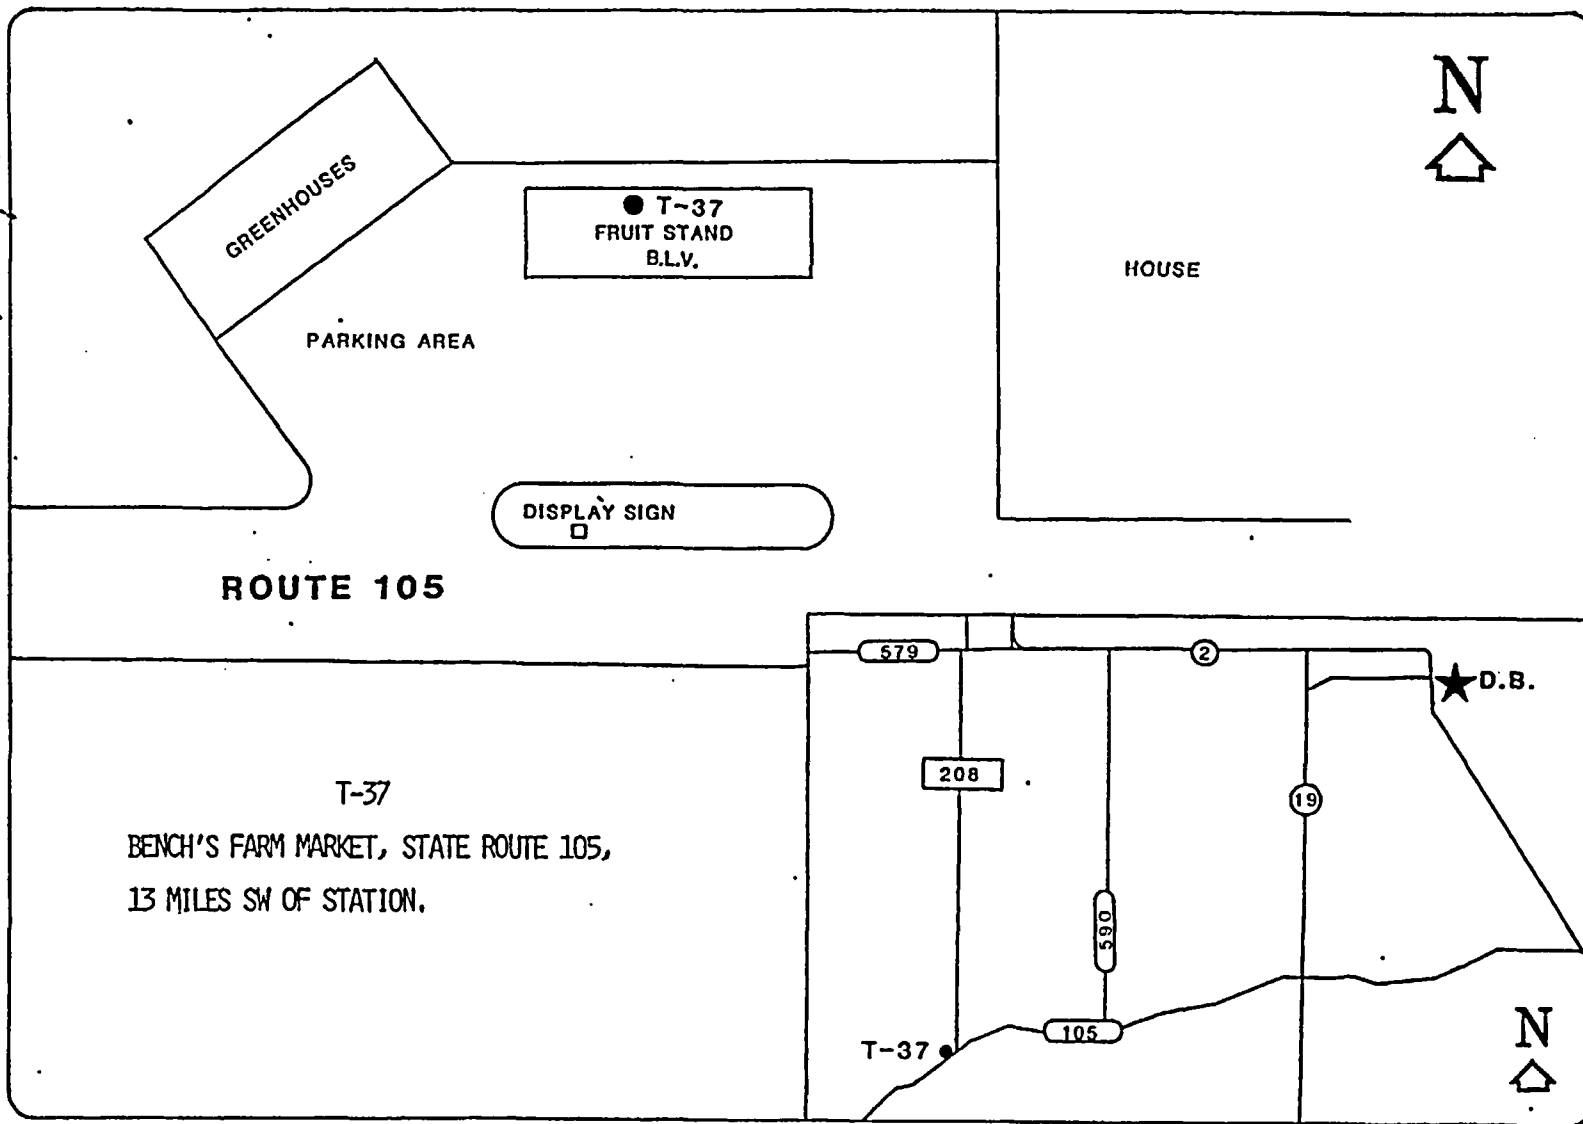 N
GREENHOUSES
T-37
FRUIT STAND
B.L.V.
HOUSE
PARKING AREA
DISPLAY SIGN
ROUTE 105
579
2
D.B.
208
19
590
105
T-37
N
T-37
BENCH'S FARM MARKET, STATE ROUTE 105,
13 MILES SW OF STATION.